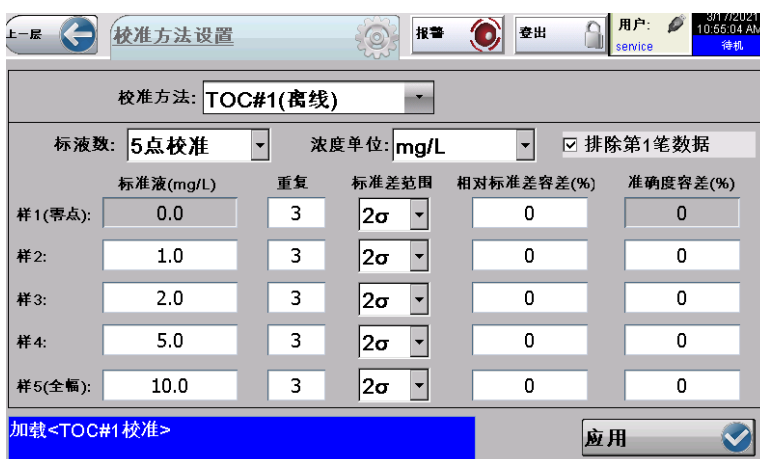 上一层 校准方法设置 报警 登出 用户: service 3/17/2021 10:55:04 AM 待机
校准方法: TOC#1(离线)
标液数: 5点校准 浓度单位: mg/L 排除第1笔数据
标准液(mg/L) 重复 标准差范围 相对标准差容差(%) 准确度容差(%)
样1(零点): 0.0 3 2σ 0 0
样2: 1.0 3 2σ 0 0
样3: 2.0 3 2σ 0 0
样4: 5.0 3 2σ 0 0
样5(全幅): 10.0 3 2σ 0 0
加载<TOC#1校准> 应用